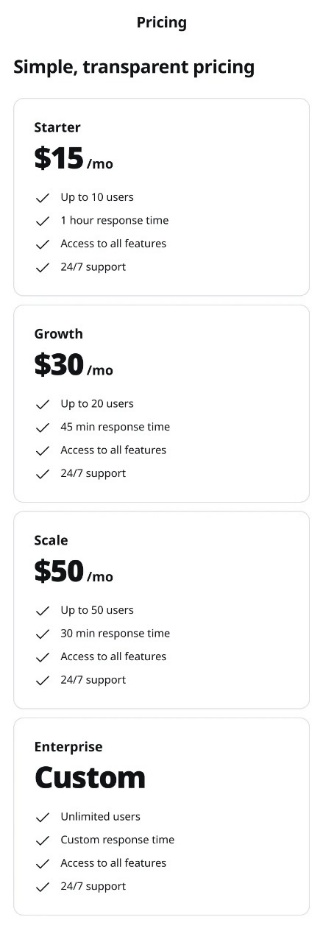 Pricing
Simple, transparent pricing
Starter
$15 /mo
Up to 10 users
1 hour response time
Access to all features
24/7 support
Growth
$30 /mo
Up to 20 users
45 min response time
Access to all features
24/7 support
Scale
$50 /mo
Up to 50 users
30 min response time
Access to all features
24/7 support
Enterprise
Custom
Unlimited users
Custom response time
Access to all features
24/7 support